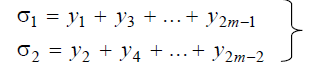 σ₁ = y₁ + y₃ + ... + y₂ₘ₋₁
σ₂ = y₂ + y₄ + ... + y₂ₘ₋₂